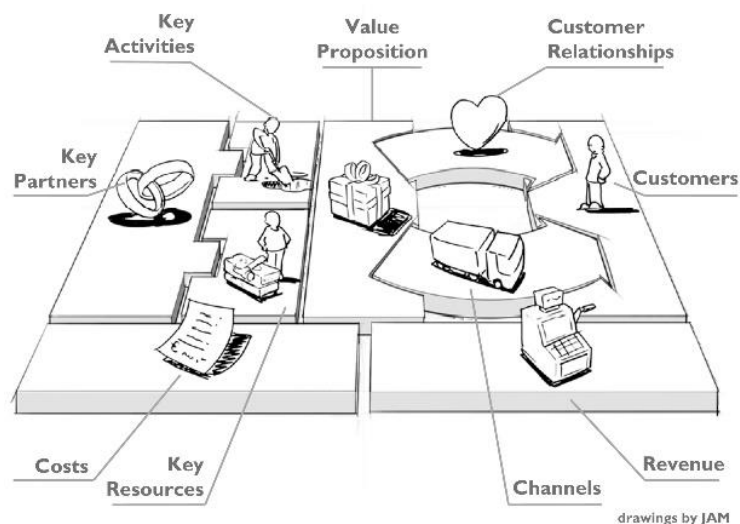 Key
Activities
Value
Proposition
Customer
Relationships
Key
Partners
Customers
Costs
Key
Resources
Channels
Revenue
drawings by JAM